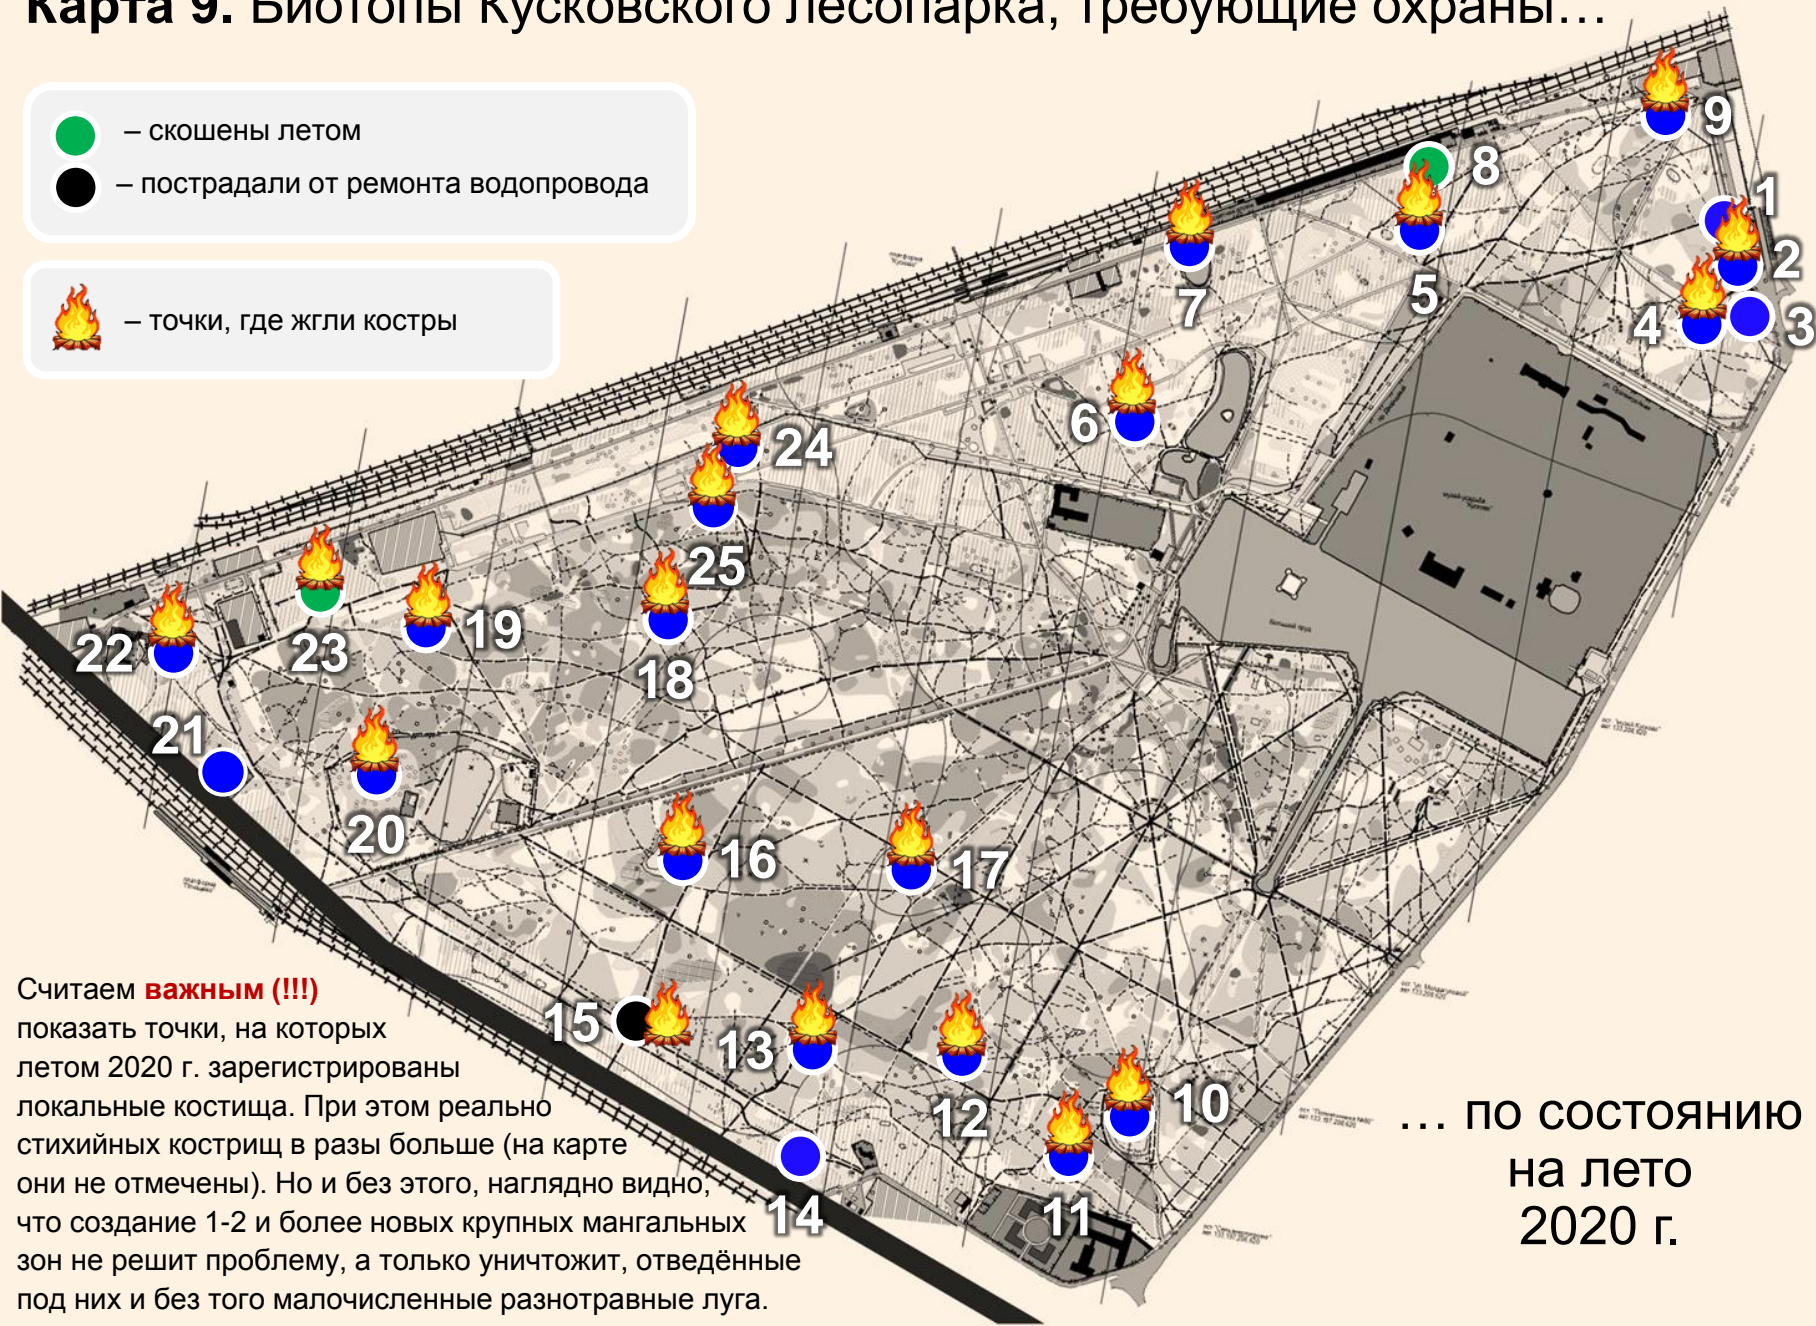 Карта 9. Биотопы Кусковского лесопарка, требующие охраны…
– скошены летом
– пострадали от ремонта водопровода
– точки, где жгли костры
9
8
1
2
7
5
4
3
6
24
25
22
23
19
18
21
20
16
17
15
13
12
10
14
11
Считаем важным (!!!)
показать точки, на которых
летом 2020 г. зарегистрированы
локальные костища. При этом реально
стихийных кострищ в разы больше (на карте
они не отмечены). Но и без этого, наглядно видно,
что создание 1-2 и более новых крупных мангальных
зон не решит проблему, а только уничтожит, отведённые
под них и без того малочисленные разнотравные луга.
… по состоянию
на лето
2020 г.
Большой пруд